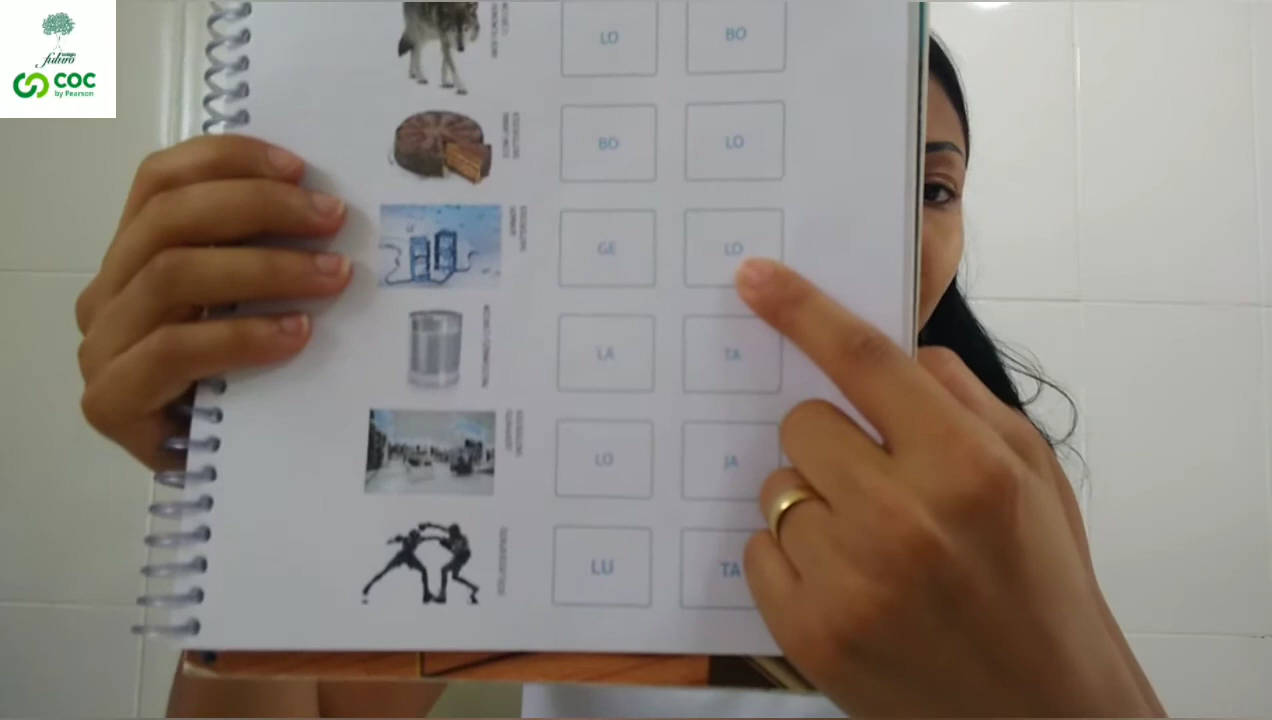 futuro
COC
by Pearson
LO BO
BO LO
GE LO
LA TA
LO JA
LU TA